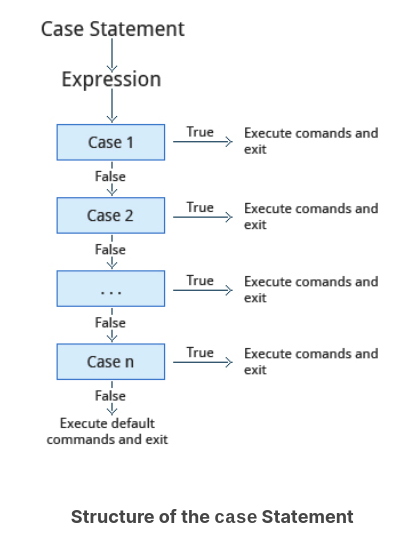 Case Statement
Expression
Case 1
True
Execute comands and
exit
False
Case 2
True
Execute comands and
exit
False
...
True
Execute comands and
exit
False
Case n
True
Execute comands and
exit
False
Execute default
commands and exit
Structure of the case Statement